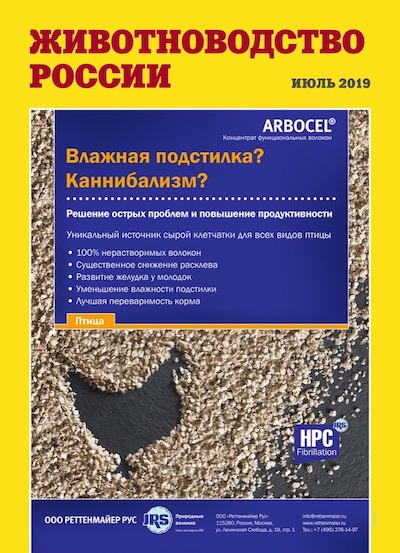 ЖИВОТНОВОДСТВО
РОССИИ
ИЮЛЬ 2019
ARBOCEL®
Концентрат функциональных волокон
Влажная подстилка?
Каннибализм?
Решение острых проблем и повышение продуктивности
Уникальный источник сырой клетчатки для всех видов птицы
• 100% нерастворимых волокон
• Существенное снижение расклева
• Развитие желудка у молодок
• Уменьшение влажности подстилки
• Лучшая переваримость корма
Птица
JRS
HPC
Fibrillation
ООО РЕТТЕНМАЙЕР РУС
JRS
Природные
волокна
ООО «Реттенмайер Рус»
115280, Россия, Москва,
ул. Ленинская Слобода, д. 19, стр. 1
info@rettenmaier.ru
www.rettenmaier.ru
Тел.: +7 (495) 276-14-97